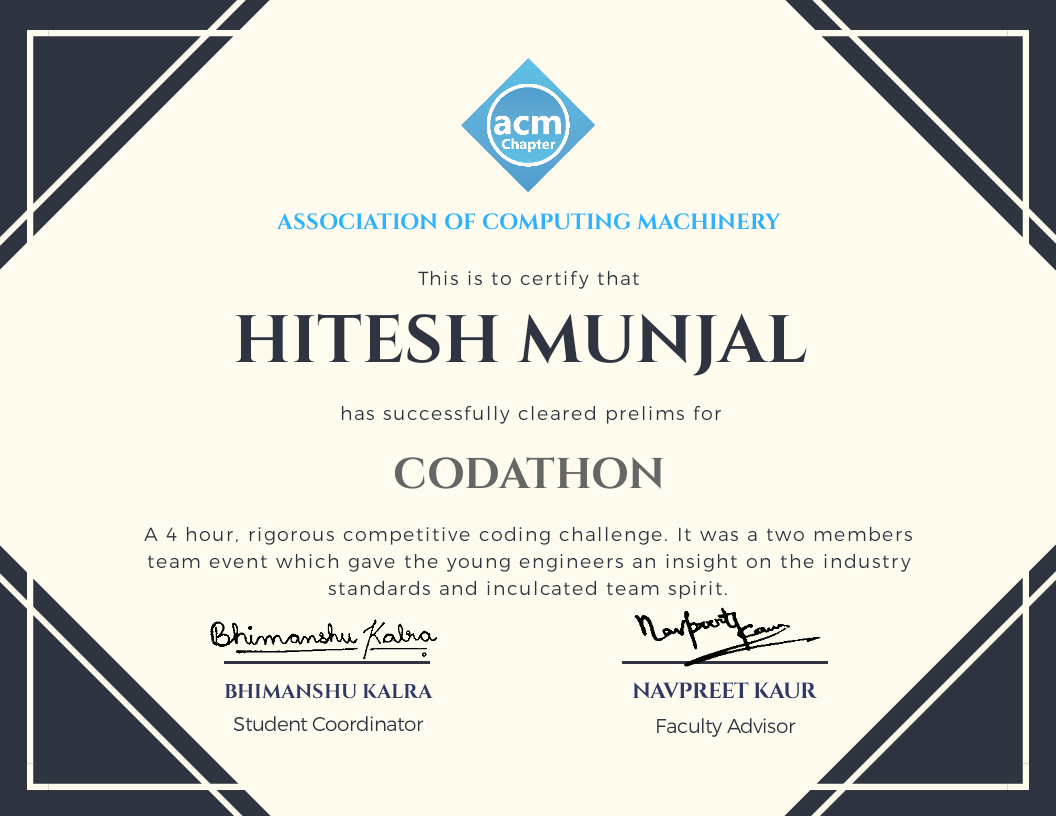 acm
Chapter
ASSOCIATION OF COMPUTING MACHINERY
This is to certify that
HITESH MUNJAL
has successfully cleared prelims for
CODATHON
A 4 hour, rigorous competitive coding challenge. It was a two members
team event which gave the young engineers an insight on the industry
standards and inculcated team spirit.
Bhimanshu Kalra
Navpreet Kaur
BHIMANSHU KALRA
NAVPREET KAUR
Student Coordinator
Faculty Advisor